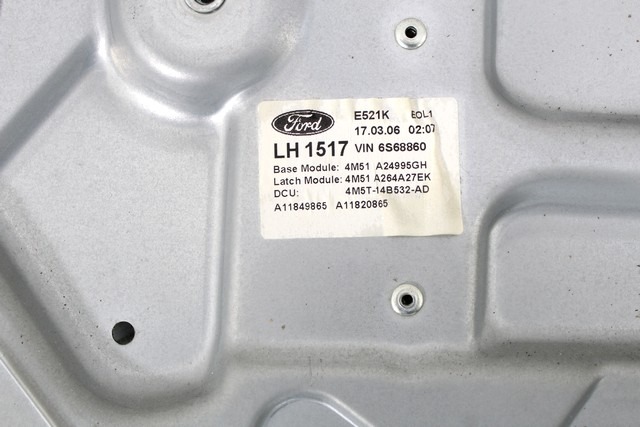 Ford E521K EOL1
17.03.06 02:07
LH 1517 VIN 6S68860
Base Module: 4M51 A24995GH
Latch Module: 4M51 A264A27EK
DCU: 4M5T-14B532-AD
A11849865 A11820865